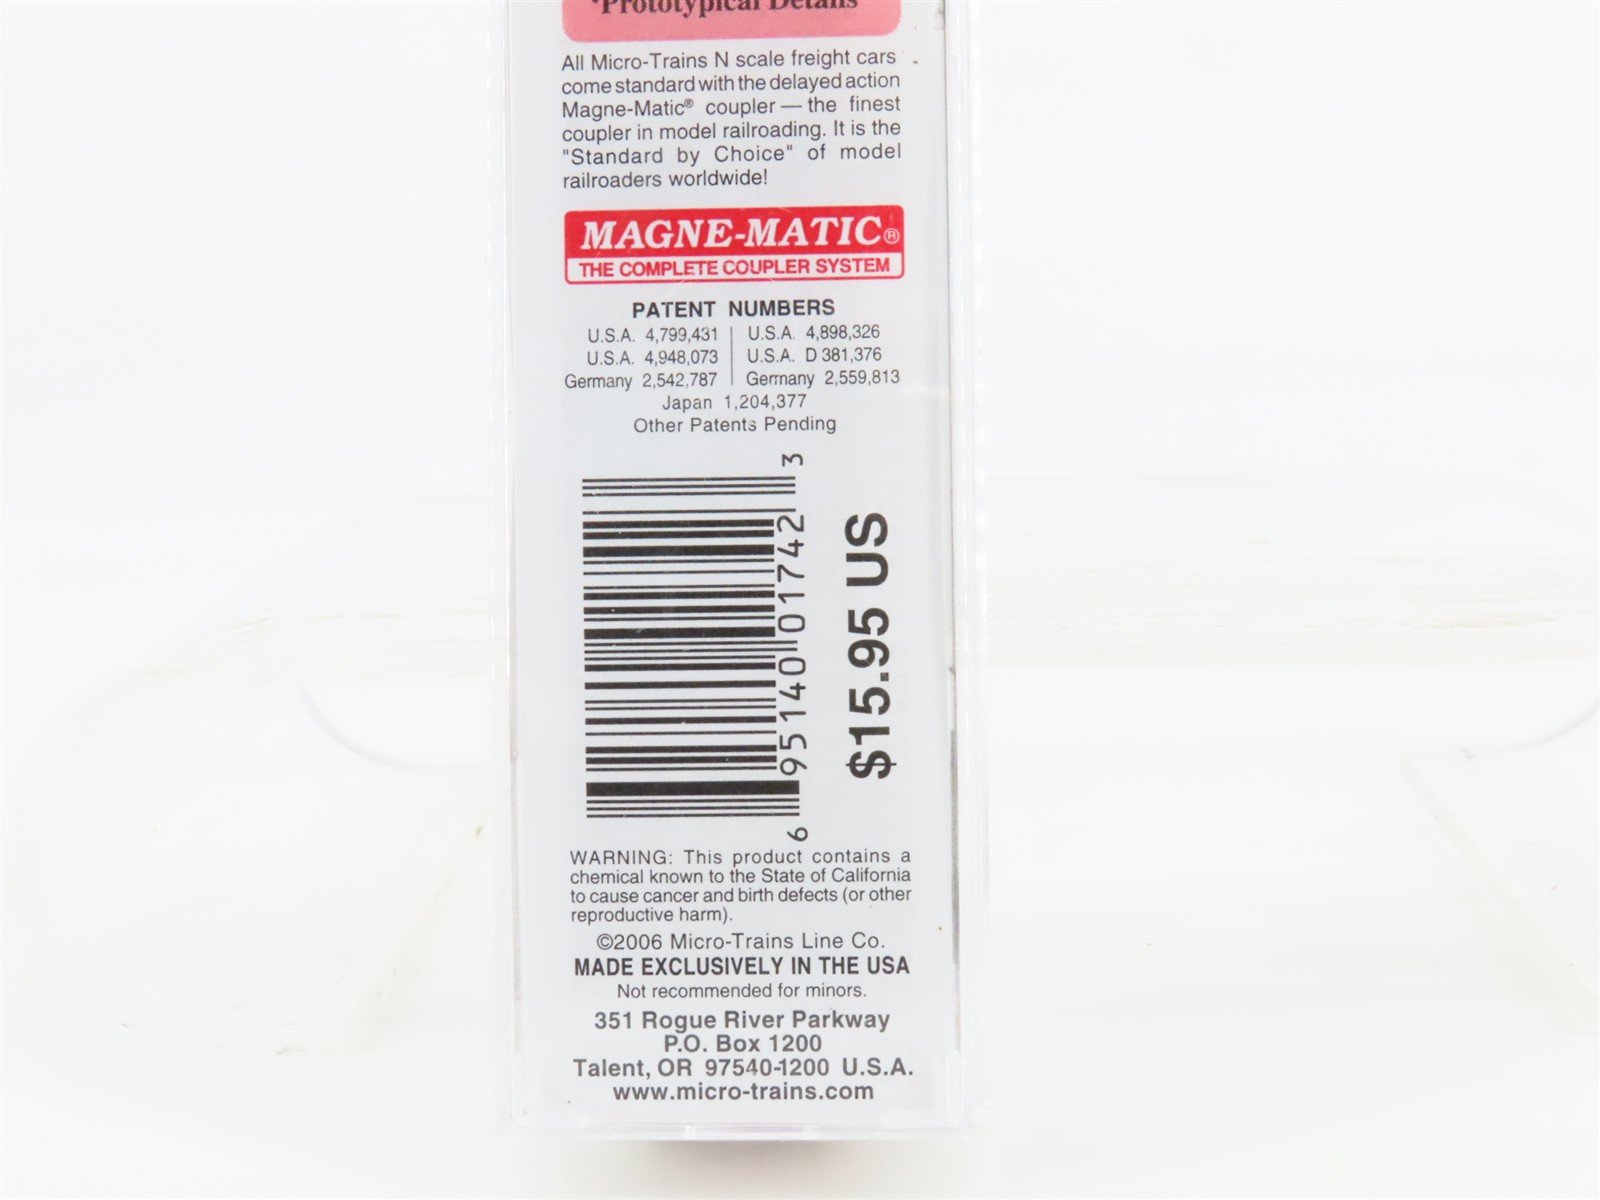 *Prototypical Details
All Micro-Trains N scale freight cars
come standard with the delayed action
Magne-Matic® coupler — the finest
coupler in model railroading. It is the
"Standard by Choice" of model
railroaders worldwide!
MAGNE-MATIC®
THE COMPLETE COUPLER SYSTEM
PATENT NUMBERS
U.S.A. 4,799,431 | U.S.A. 4,898,326
U.S.A. 4,948,073 | U.S.A. D 381,376
Germany 2,542,787 | Germany 2,559,813
Japan 1,204,377
Other Patents Pending
6 95140 01742 3
$15.95 US
WARNING: This product contains a
chemical known to the State of California
to cause cancer and birth defects (or other
reproductive harm).
©2006 Micro-Trains Line Co.
MADE EXCLUSIVELY IN THE USA
Not recommended for minors.
351 Rogue River Parkway
P.O. Box 1200
Talent, OR 97540-1200 U.S.A.
www.micro-trains.com